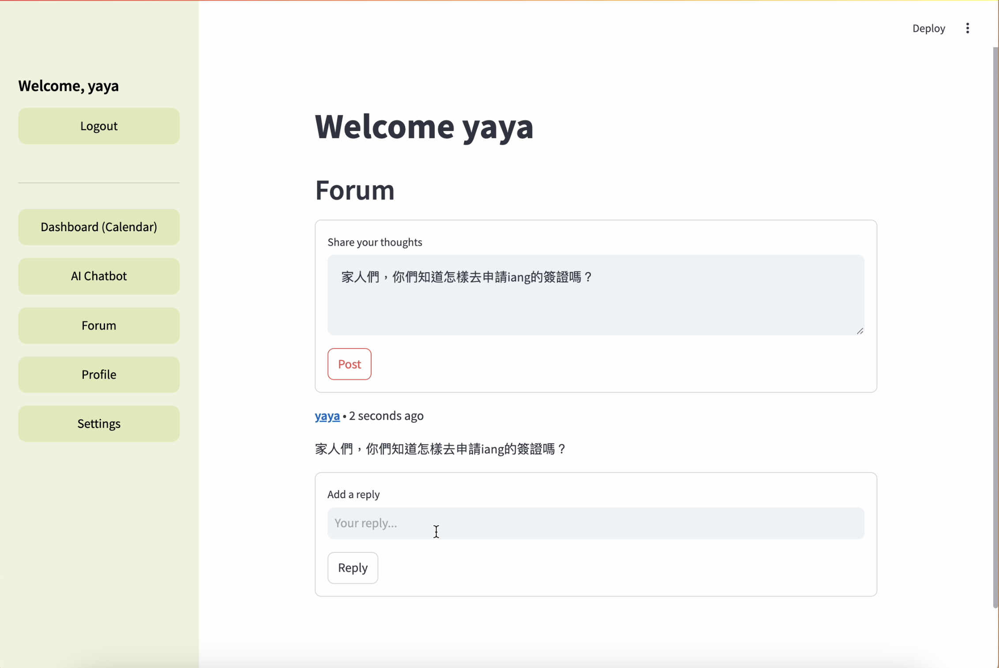 Deploy
Welcome, yaya
Logout
Dashboard (Calendar)
AI Chatbot
Forum
Profile
Settings
Welcome yaya
Forum
Share your thoughts
家人們，你們知道怎樣去申請iang的簽證嗎？
Post
yaya • 2 seconds ago
家人們，你們知道怎樣去申請iang的簽證嗎？
Add a reply
Your reply...
Reply